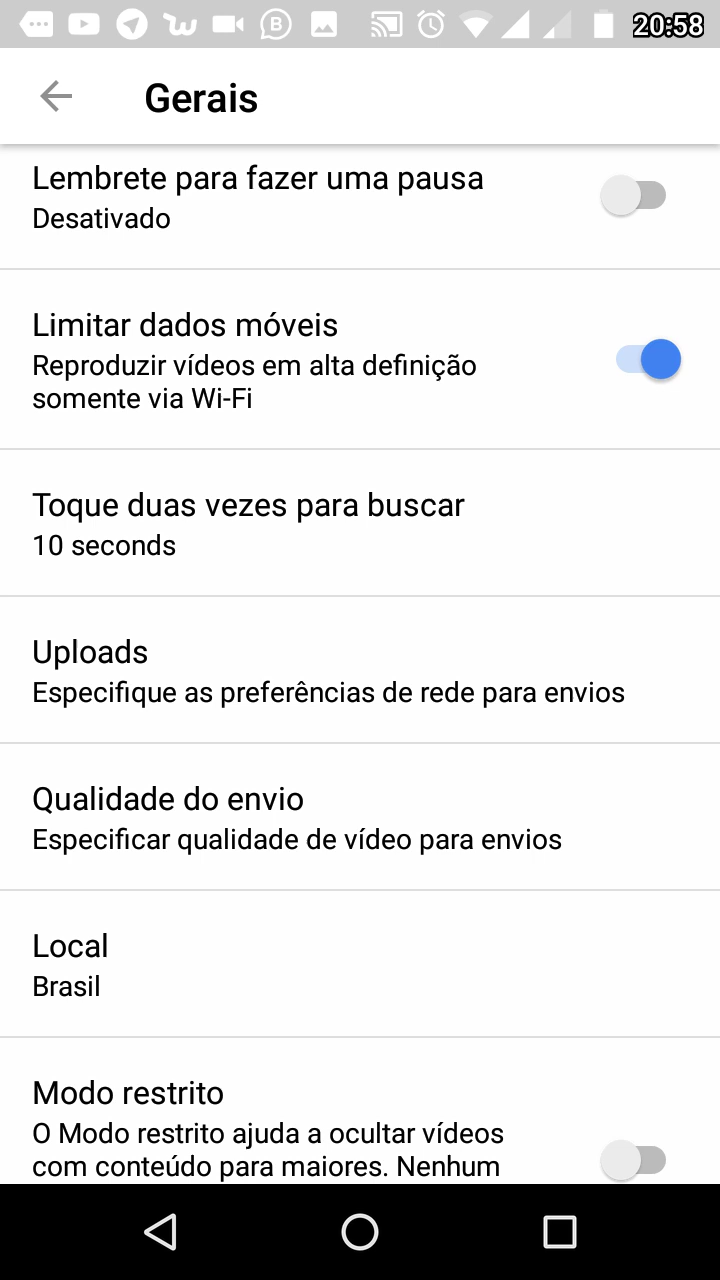 20:58
Gerais
Lembrete para fazer uma pausa
Desativado
Limitar dados móveis
Reproduzir vídeos em alta definição
somente via Wi-Fi
Toque duas vezes para buscar
10 seconds
Uploads
Especifique as preferências de rede para envios
Qualidade do envio
Especificar qualidade de vídeo para envios
Local
Brasil
Modo restrito
O Modo restrito ajuda a ocultar vídeos
com conteúdo para maiores. Nenhum